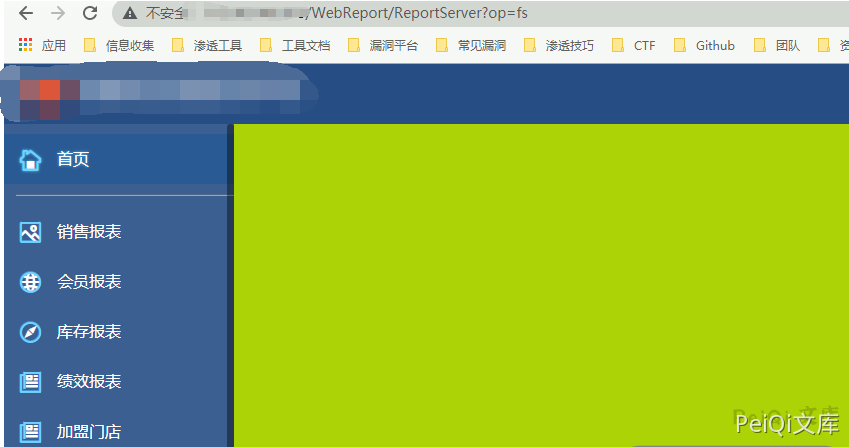 不安全 /WebReport/ReportServer?op=fs
应用 信息收集 渗透工具 工具文档 漏洞平台 常见漏洞 渗透技巧 CTF Github 团队
首页
销售报表
会员报表
库存报表
绩效报表
加盟门店
PeiQi文库